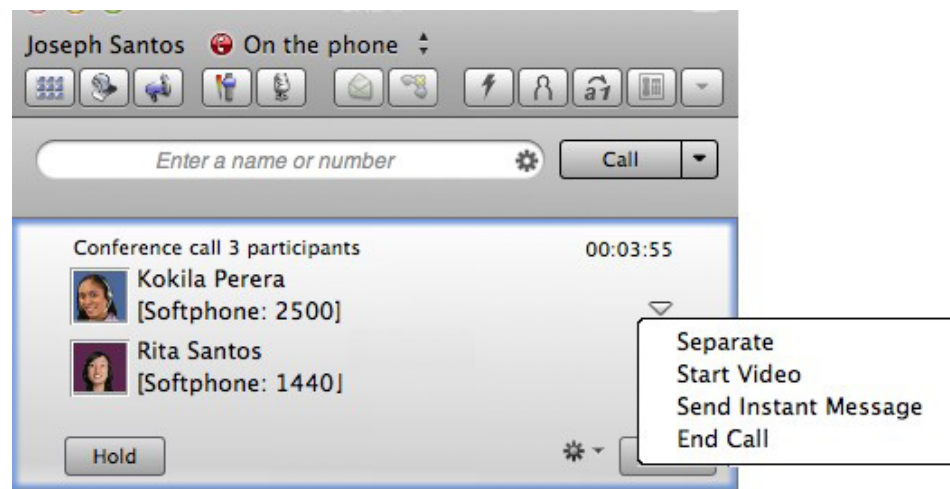 Joseph Santos On the phone
a1
Enter a name or number
Call
Conference call 3 participants 00:03:55
Kokila Perera
[Softphone: 2500]
Rita Santos
[Softphone: 1440]
Separate
Start Video
Send Instant Message
End Call
Hold